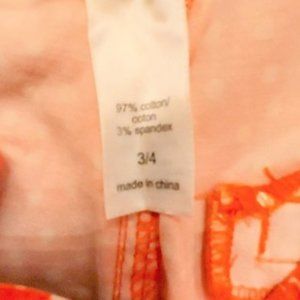 97% cotton/
coton
3% spandex
3/4
made in china